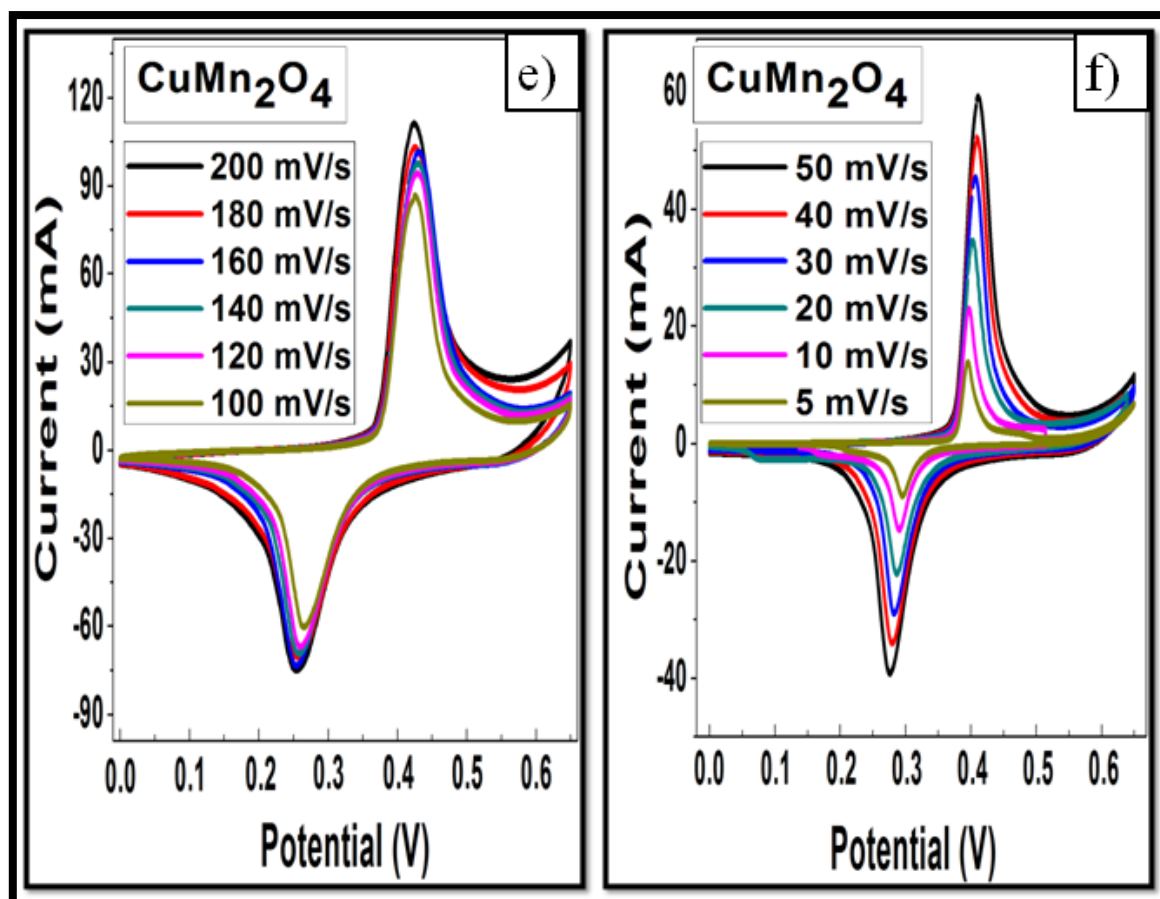 e)
CuMn2O4
200 mV/s
180 mV/s
160 mV/s
140 mV/s
120 mV/s
100 mV/s
Current (mA)
120
90
60
30
0
-30
-60
-90
0.0 0.1 0.2 0.3 0.4 0.5 0.6
Potential (V)
f)
CuMn2O4
50 mV/s
40 mV/s
30 mV/s
20 mV/s
10 mV/s
5 mV/s
Current (mA)
60
40
20
0
-20
-40
0.0 0.1 0.2 0.3 0.4 0.5 0.6
Potential (V)